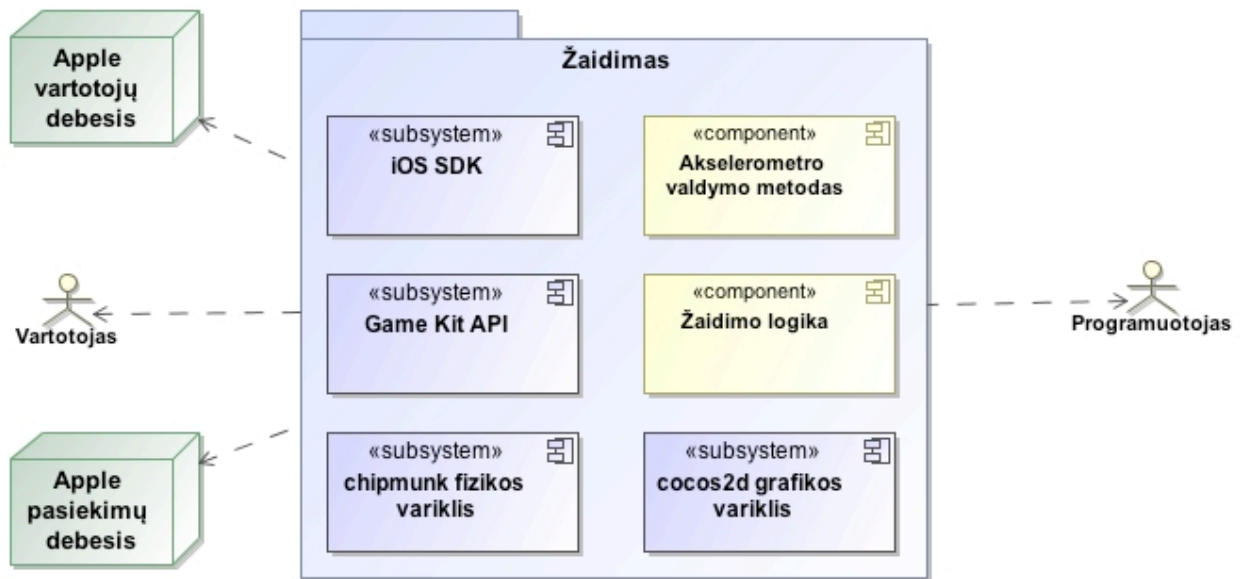 Apple
vartotojų
debesis
Vartotojas
Apple
pasiekimų
debesis
Žaidimas
«subsystem»
iOS SDK
«component»
Akselerometro
valdymo metodas
«subsystem»
Game Kit API
«component»
Žaidimo logika
«subsystem»
chipmunk fizikos
variklis
«subsystem»
cocos2d grafikos
variklis
Programuotojas